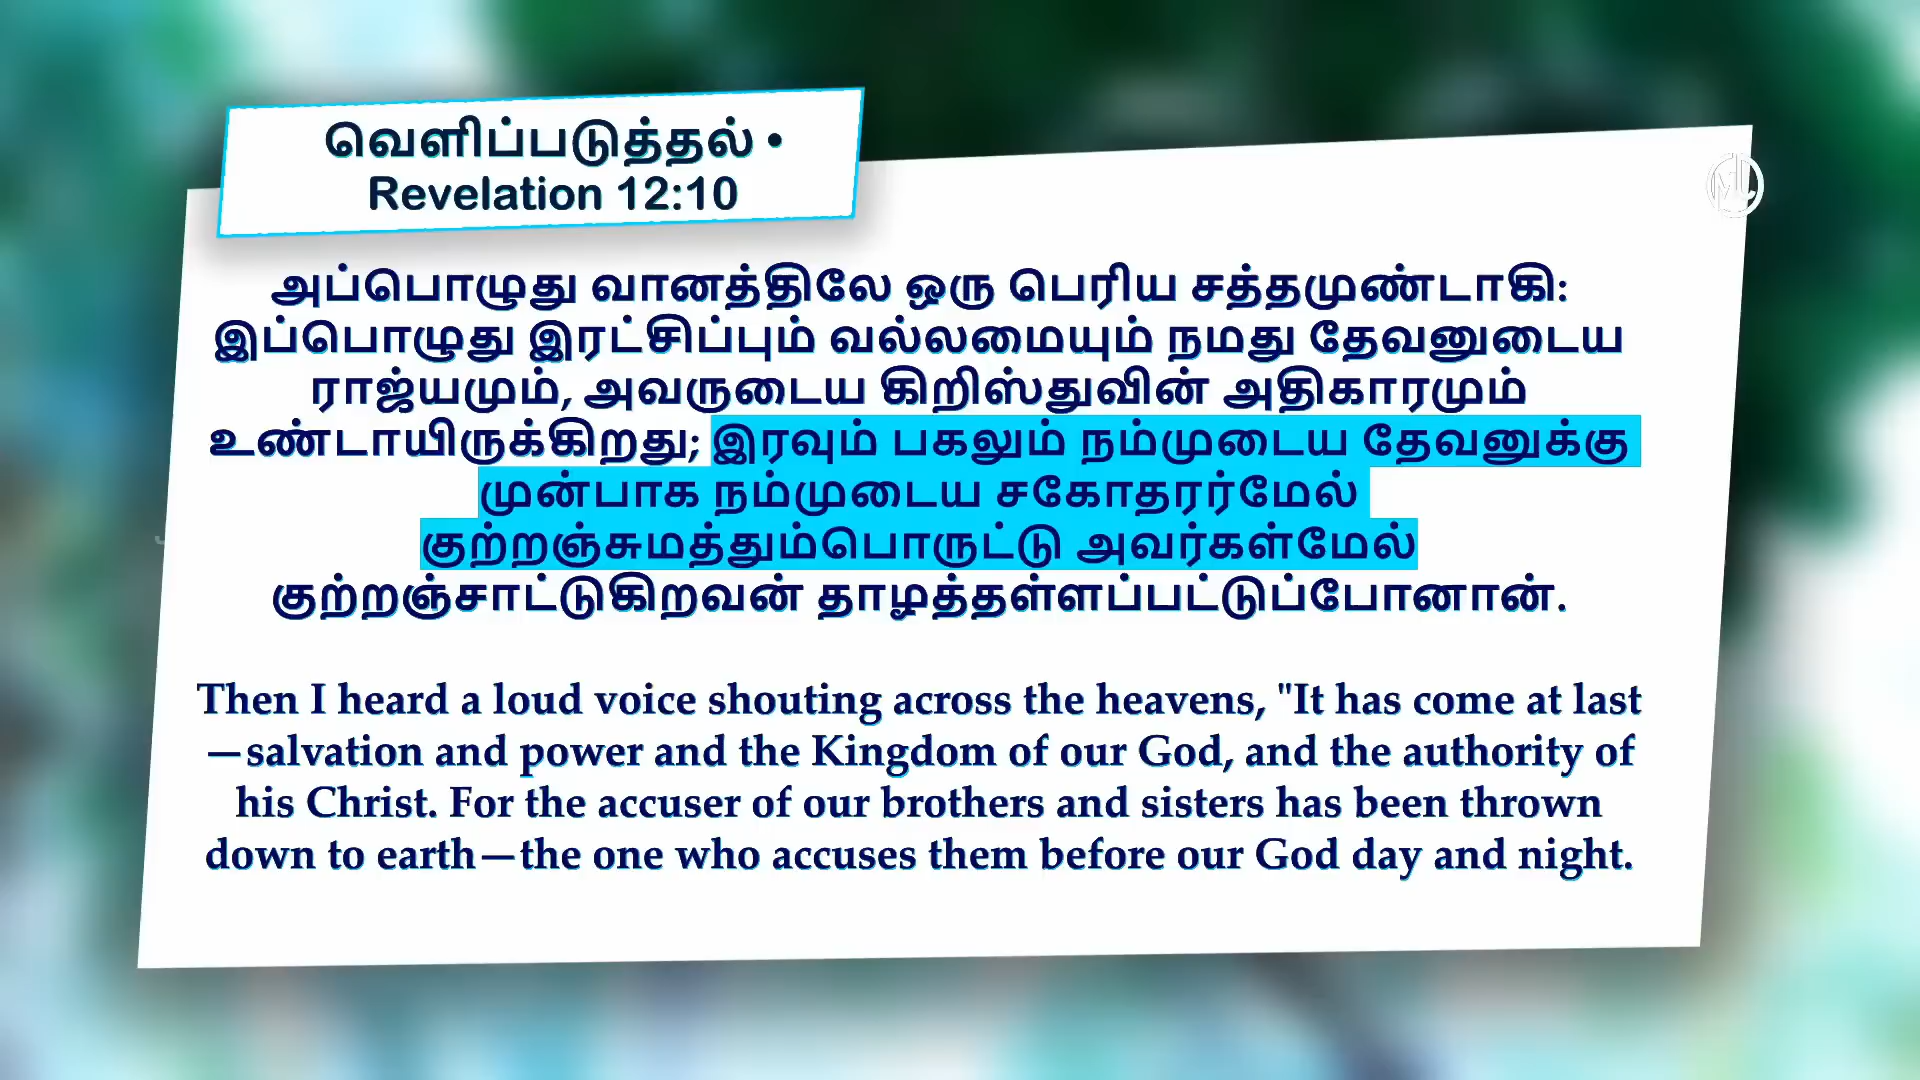 வெளிப்படுத்தல் •
Revelation 12:10
அப்பொழுது வானத்திலே ஒரு பெரிய சத்தமுண்டாகி:
இப்பொழுது இரட்சிப்பும் வல்லமையும் நமது தேவனுடைய
ராஜ்யமும், அவருடைய கிறிஸ்துவின் அதிகாரமும்
உண்டாயிருக்கிறது; இரவும் பகலும் நம்முடைய தேவனுக்கு
முன்பாக நம்முடைய சகோதரர்மேல்
குற்றஞ்சுமத்தும்பொருட்டு அவர்கள்மேல்
குற்றஞ்சாட்டுகிறவன் தாழத்தள்ளப்பட்டுப்போனான்.
Then I heard a loud voice shouting across the heavens, "It has come at last
—salvation and power and the Kingdom of our God, and the authority of
his Christ. For the accuser of our brothers and sisters has been thrown
down to earth—the one who accuses them before our God day and night.